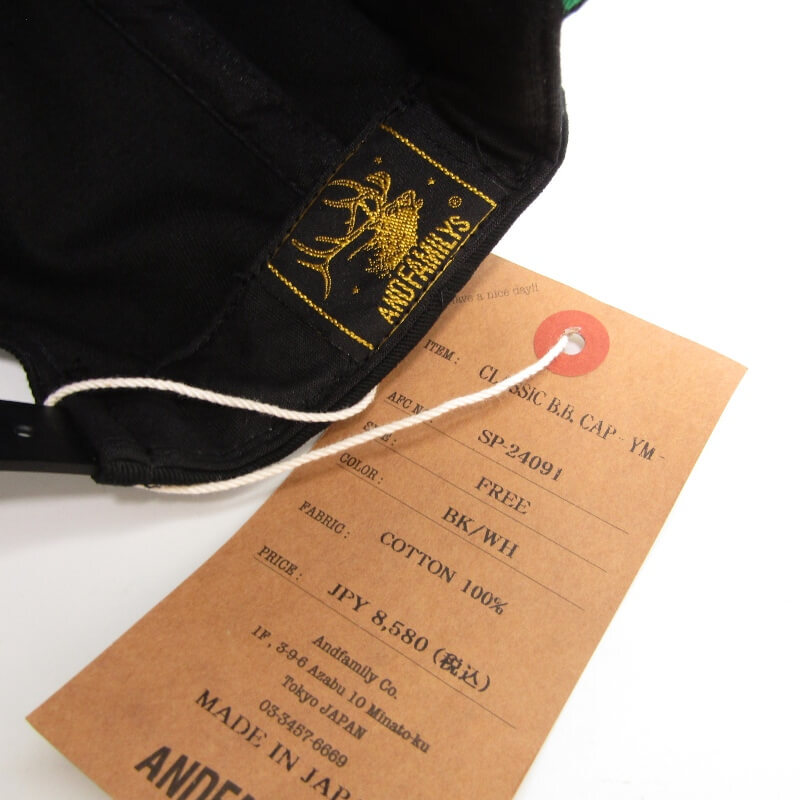 ®
ANDFAMILYS
have a nice day!!
ITEM : CLASSIC B.B. CAP - YM -
AFC N
SIZE : FREE
COLOR : BK/WH
FABRIC : COTTON 100%
PRICE : JPY 8,580 (税込)
Andfamily Co.
1F, 3-9-6 Azabu 10 Minato-ku
Tokyo JAPAN
03-3457-6669
MADE IN JAP
ANDF
SP-24091